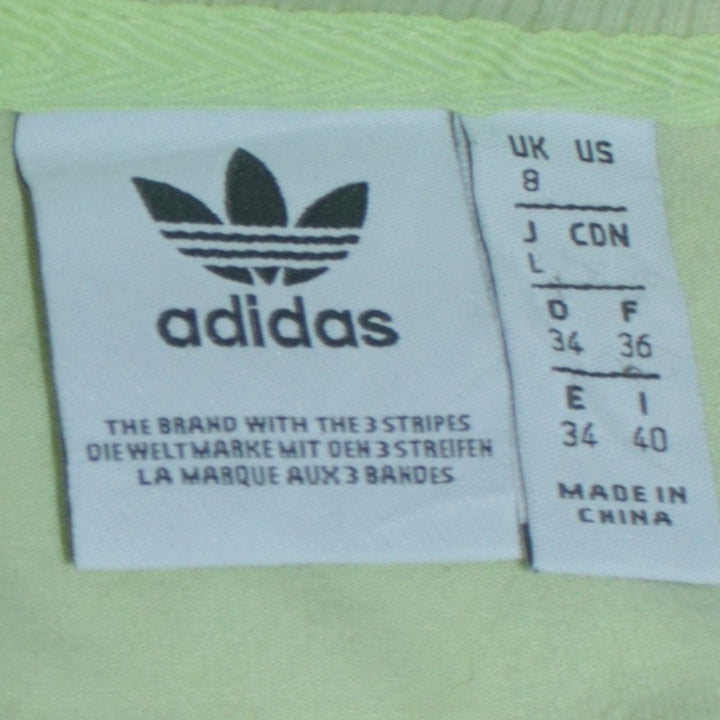 adidas
THE BRAND WITH THE 3 STRIPES
DIE WELTMARKE MIT DEN 3 STREIFEN
LA MARQUE AUX 3 BANDES
UK US
8
J CDN
L
D F
34 36
E I
34 40
MADE IN
CHINA